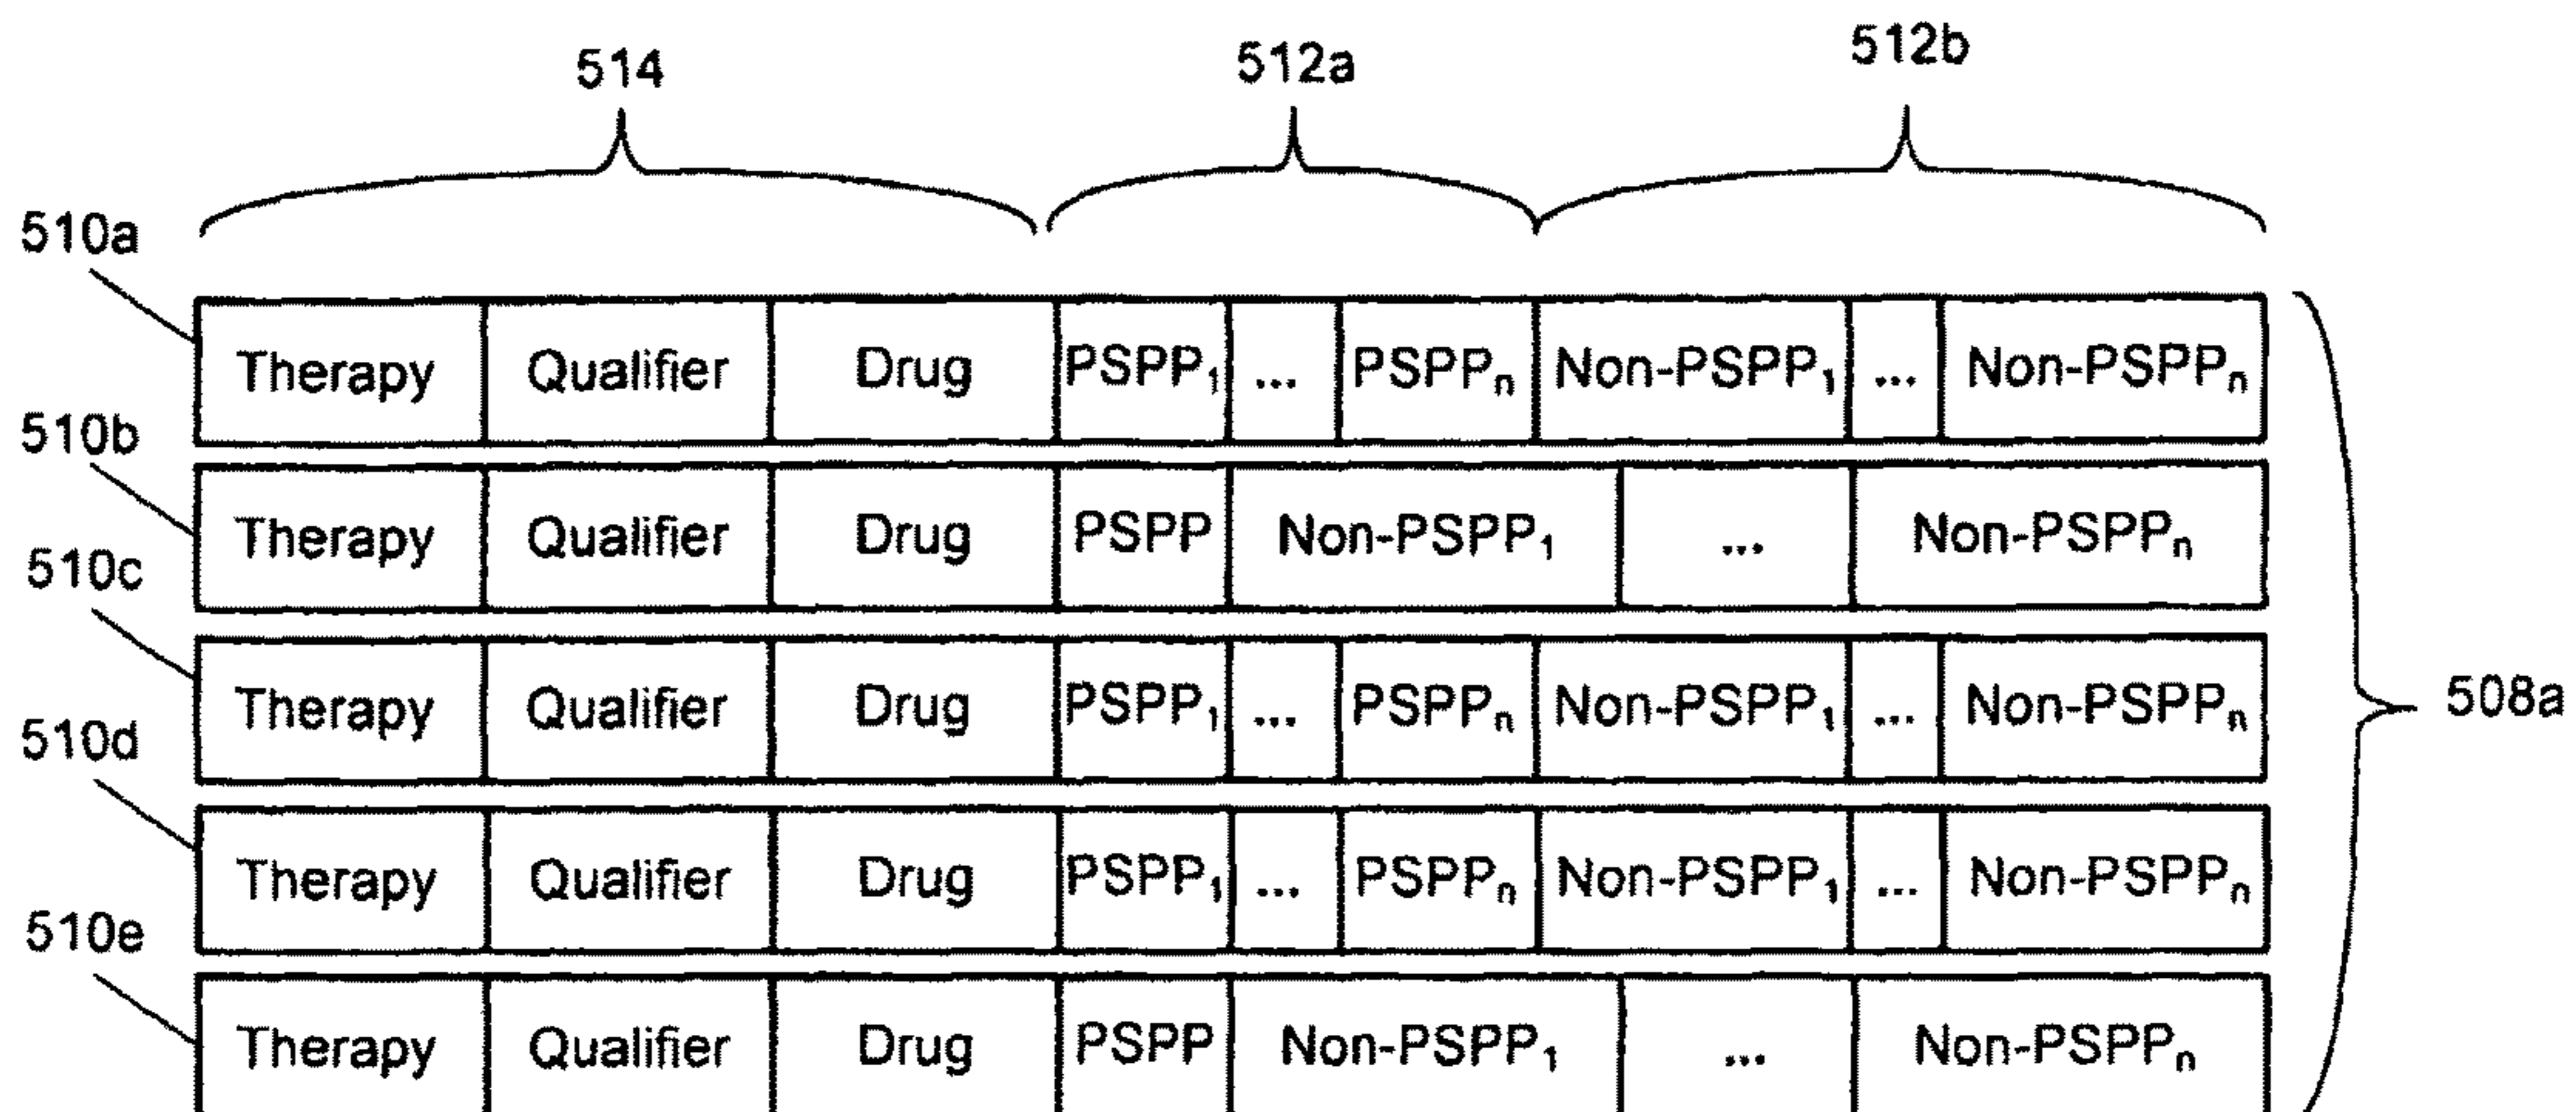 514 512a 512b
510a
Therapy Qualifier Drug PSPP₁ ... PSPPₙ Non-PSPP₁ ... Non-PSPPₙ
510b
Therapy Qualifier Drug PSPP Non-PSPP₁ ... Non-PSPPₙ
510c
Therapy Qualifier Drug PSPP₁ ... PSPPₙ Non-PSPP₁ ... Non-PSPPₙ 508a
510d
Therapy Qualifier Drug PSPP₁ ... PSPPₙ Non-PSPP₁ ... Non-PSPPₙ
510e
Therapy Qualifier Drug PSPP Non-PSPP₁ ... Non-PSPPₙ